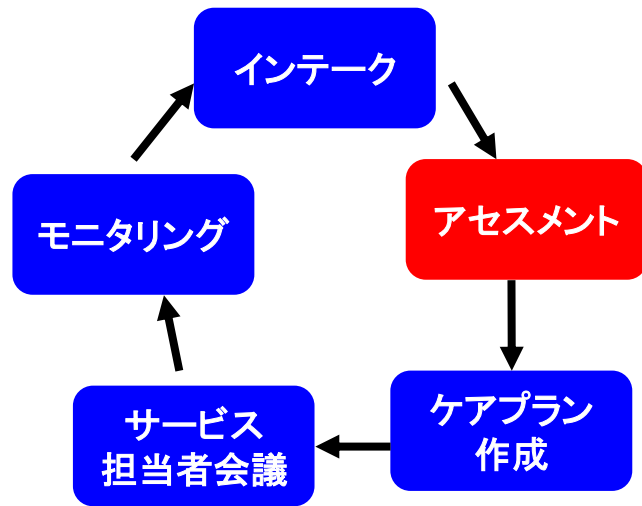 インテーク
アセスメント
ケアプラン
作成
サービス
担当者会議
モニタリング